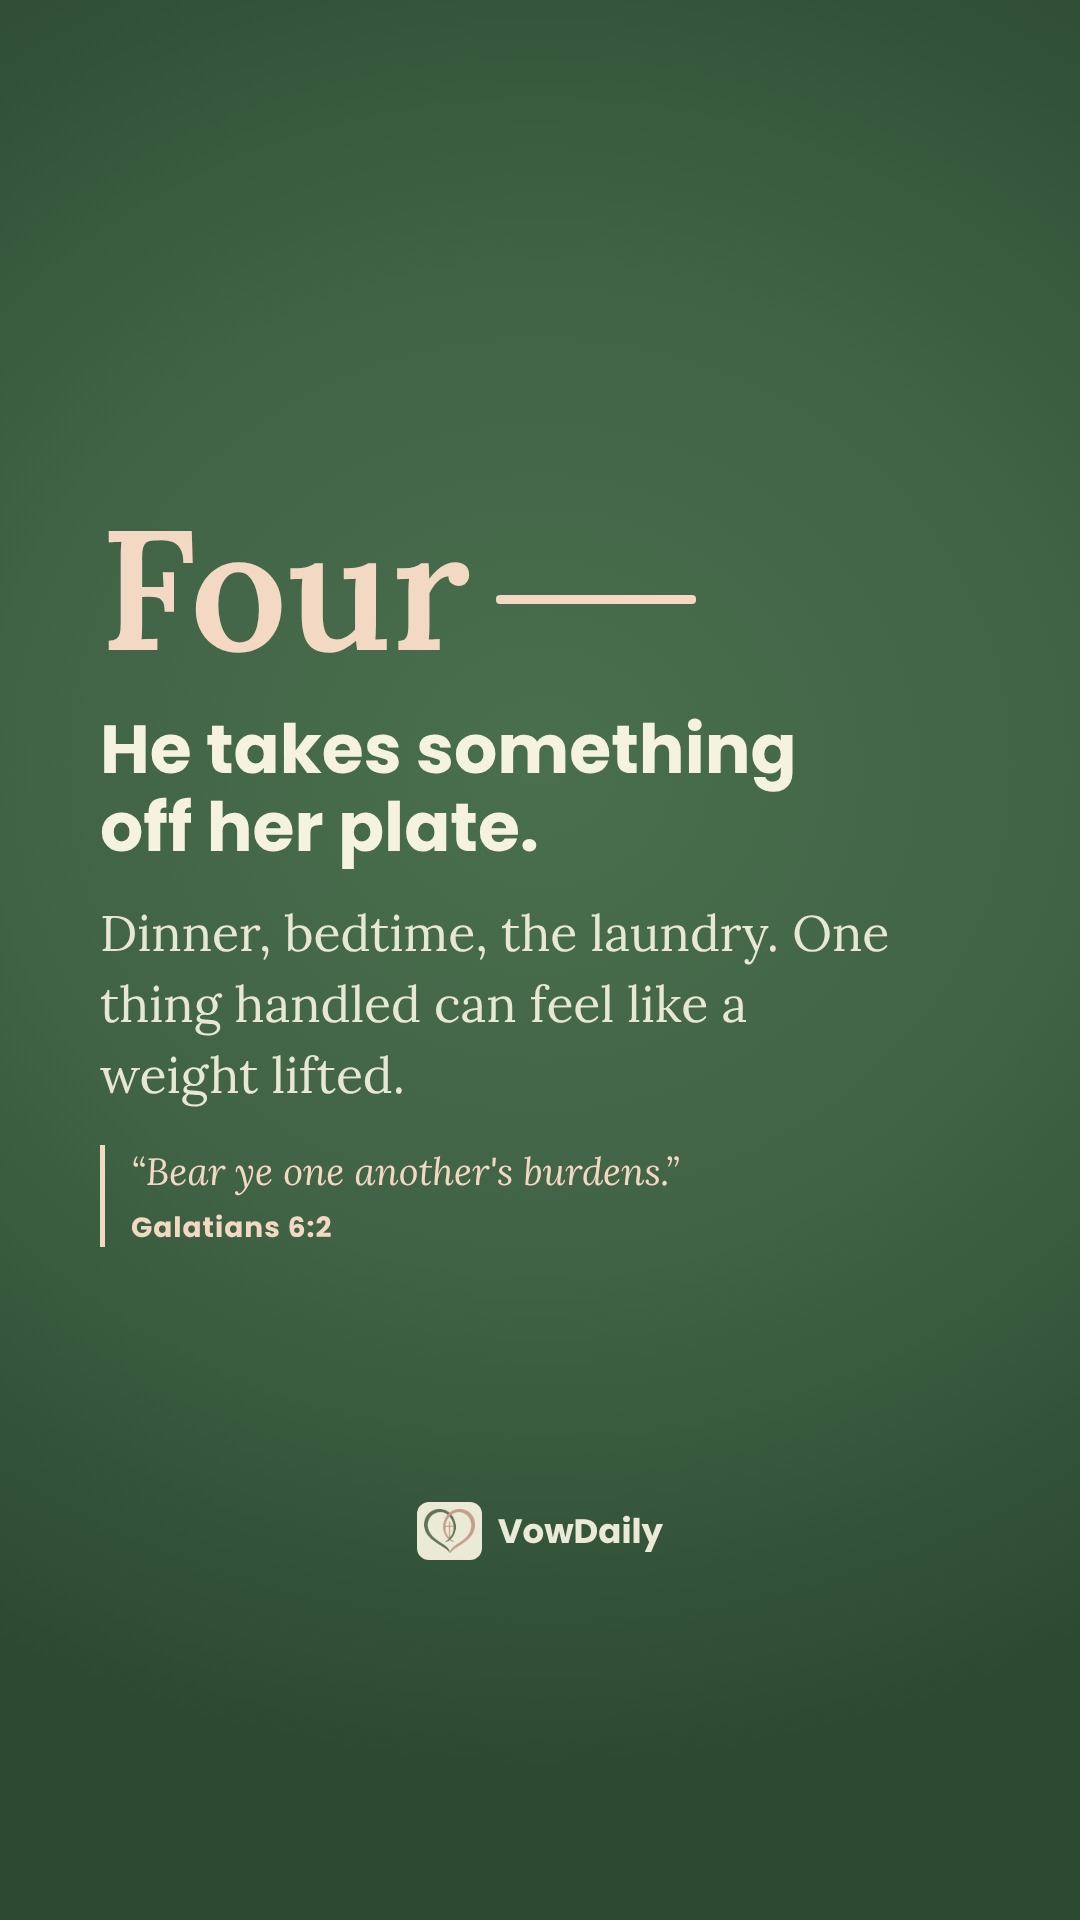 Four
He takes something
off her plate.
Dinner, bedtime, the laundry. One
thing handled can feel like a
weight lifted.
“Bear ye one another's burdens.”
Galatians 6:2
VowDaily